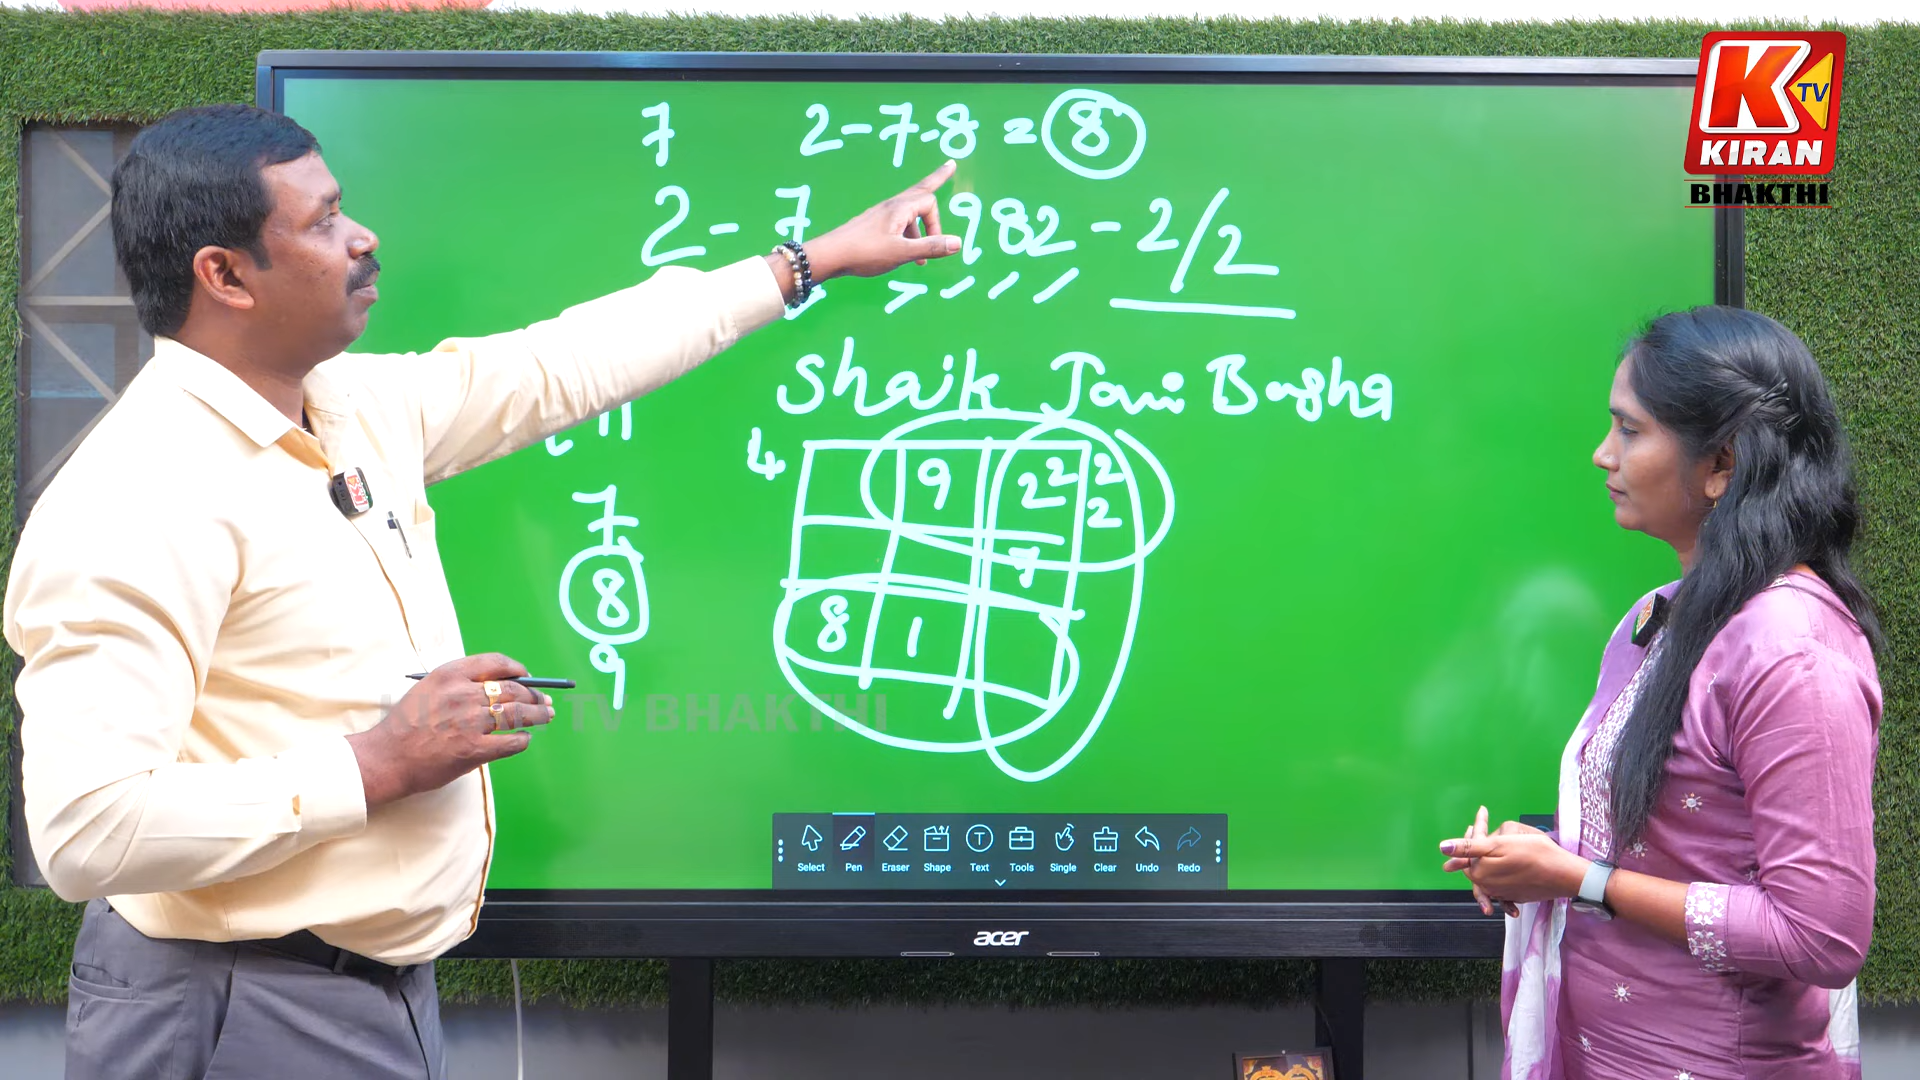 7 2-7-8 = 8
2 - 7 982 - 2/2
Shaik Jani Basha
4 9 2 2 2
2
7
7
8
8 1
9
KIRAN TV BHAKTHI
Select Pen Eraser Shape Text Tools Single Clear Undo Redo
acer
K TV
KIRAN
BHAKTHI